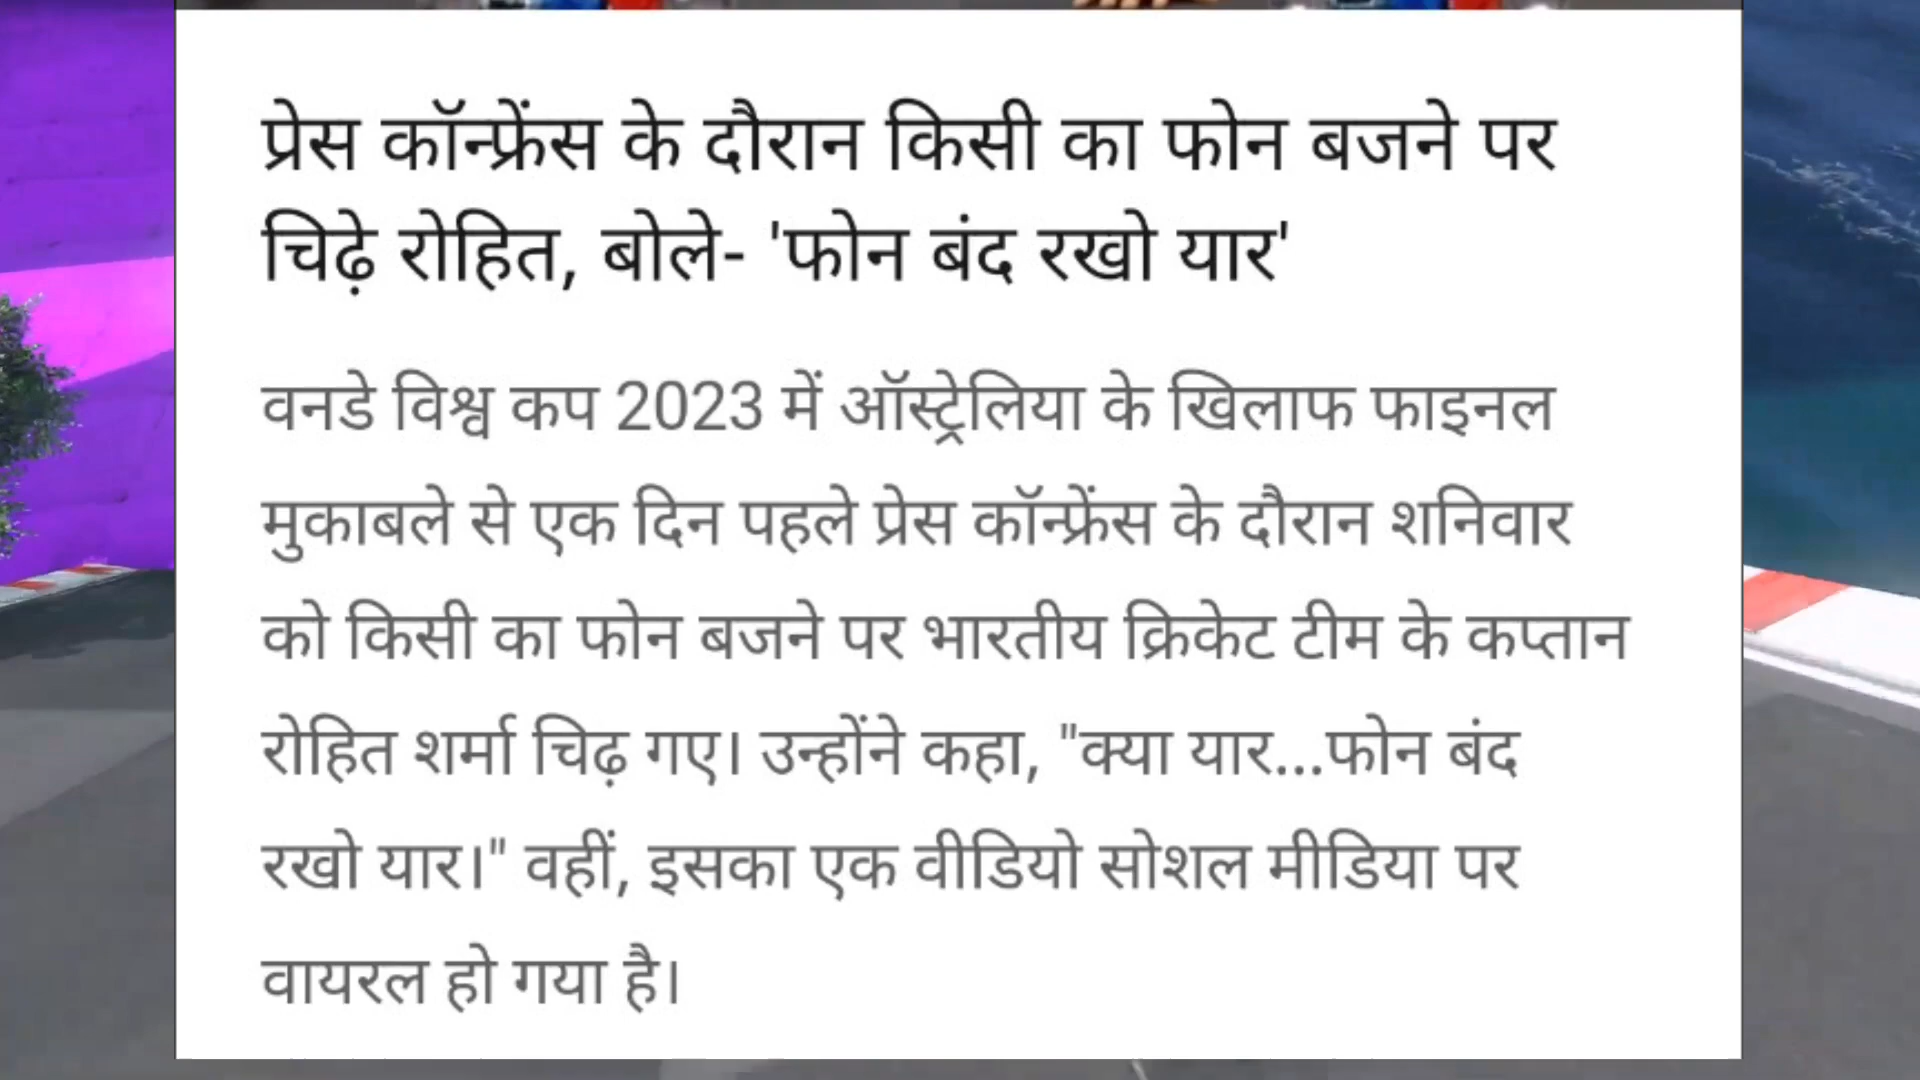 प्रेस कॉन्फ्रेंस के दौरान किसी का फोन बजने पर
चिढ़े रोहित, बोले- 'फोन बंद रखो यार'
वनडे विश्व कप 2023 में ऑस्ट्रेलिया के खिलाफ फाइनल
मुकाबले से एक दिन पहले प्रेस कॉन्फ्रेंस के दौरान शनिवार
को किसी का फोन बजने पर भारतीय क्रिकेट टीम के कप्तान
रोहित शर्मा चिढ़ गए। उन्होंने कहा, "क्या यार...फोन बंद
रखो यार।" वहीं, इसका एक वीडियो सोशल मीडिया पर
वायरल हो गया है।